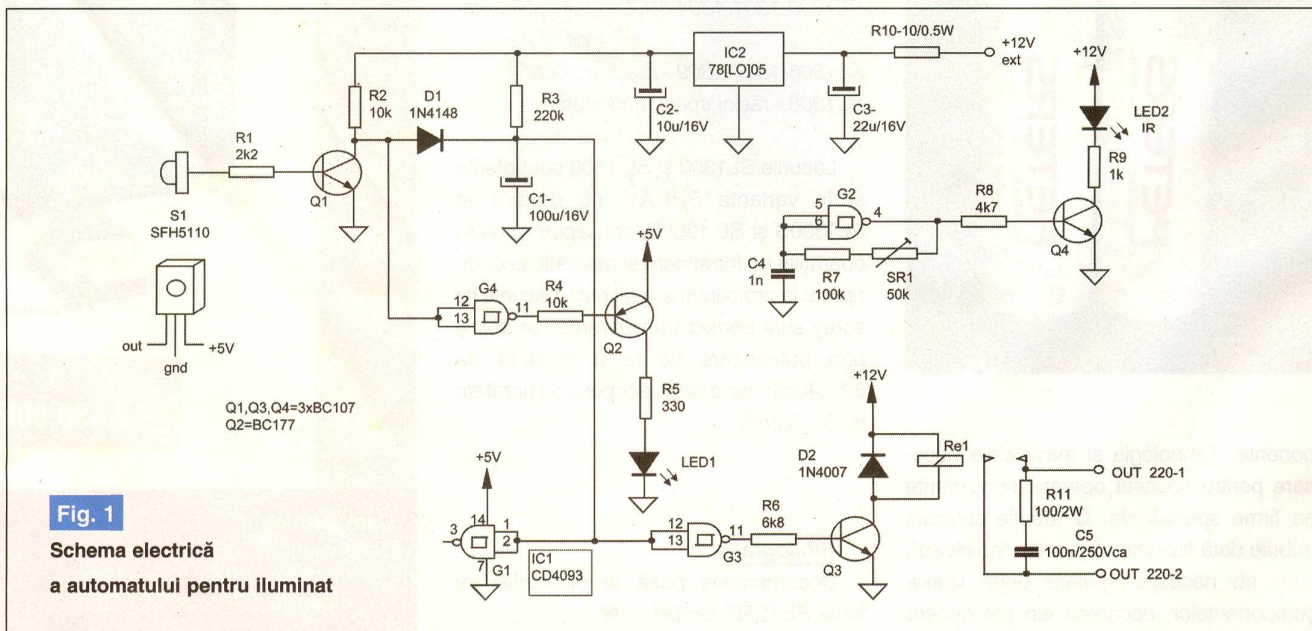 R10-10/0.5W
+12V
ext
IC2
78[LO]05
+12V
R2
10k
D1
1N4148
R3
220k
C2-
10u/16V
C3-
22u/16V
LED2
IR
R1
2k2
R9
1k
S1
SFH5110
Q1
C1-
100u/16V
5
6
G2
4
R8
4k7
Q4
+5V
C4
1n
R7
100k
SR1
50k
12
13
G4
11
R4
10k
Q2
out
+5V
gnd
+12V
R5
330
Q1,Q3,Q4=3xBC107
Q2=BC177
D2
1N4007
Re1
+5V
LED1
OUT 220-1
R11
100/2W
Fig. 1
3
14
1
2
7
G1
12
13
G3
11
R6
6k8
Q3
C5
100n/250Vca
Schema electrică
IC1
CD4093
OUT 220-2
a automatului pentru iluminat